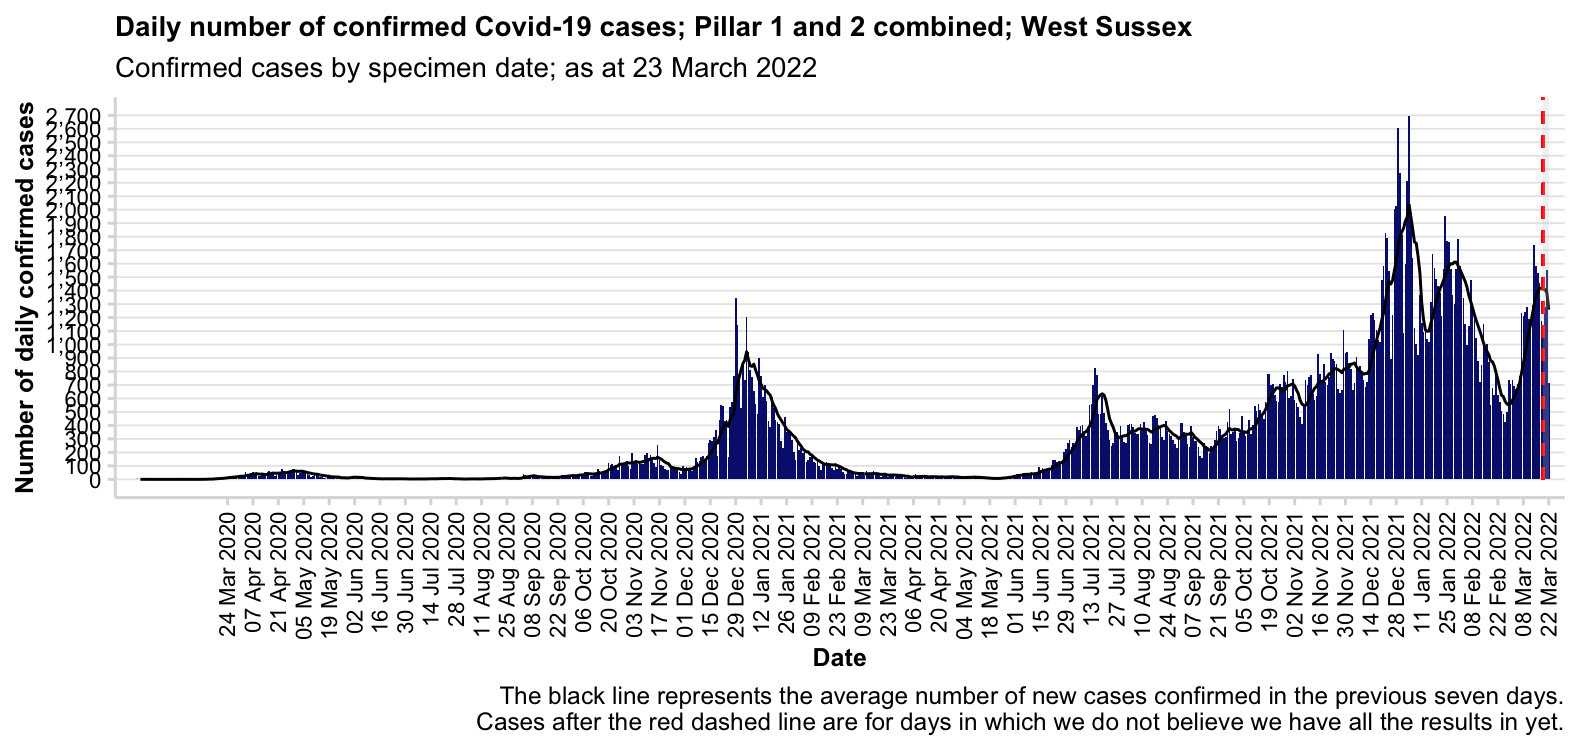 Daily number of confirmed Covid-19 cases; Pillar 1 and 2 combined; West Sussex
Confirmed cases by specimen date; as at 23 March 2022
Number of daily confirmed cases
2,700
2,600
2,500
2,400
2,300
2,200
2,100
2,000
1,900
1,800
1,700
1,600
1,500
1,400
1,300
1,200
1,100
1,000
900
800
700
600
500
400
300
200
100
0
24 Mar 2020
07 Apr 2020
21 Apr 2020
05 May 2020
19 May 2020
02 Jun 2020
16 Jun 2020
30 Jun 2020
14 Jul 2020
28 Jul 2020
11 Aug 2020
25 Aug 2020
08 Sep 2020
22 Sep 2020
06 Oct 2020
20 Oct 2020
03 Nov 2020
17 Nov 2020
01 Dec 2020
15 Dec 2020
29 Dec 2020
12 Jan 2021
26 Jan 2021
09 Feb 2021
23 Feb 2021
09 Mar 2021
23 Mar 2021
06 Apr 2021
20 Apr 2021
04 May 2021
18 May 2021
01 Jun 2021
15 Jun 2021
29 Jun 2021
13 Jul 2021
27 Jul 2021
10 Aug 2021
24 Aug 2021
07 Sep 2021
21 Sep 2021
05 Oct 2021
19 Oct 2021
02 Nov 2021
16 Nov 2021
30 Nov 2021
14 Dec 2021
28 Dec 2021
11 Jan 2022
25 Jan 2022
08 Feb 2022
22 Feb 2022
08 Mar 2022
22 Mar 2022
Date
The black line represents the average number of new cases confirmed in the previous seven days.
Cases after the red dashed line are for days in which we do not believe we have all the results in yet.